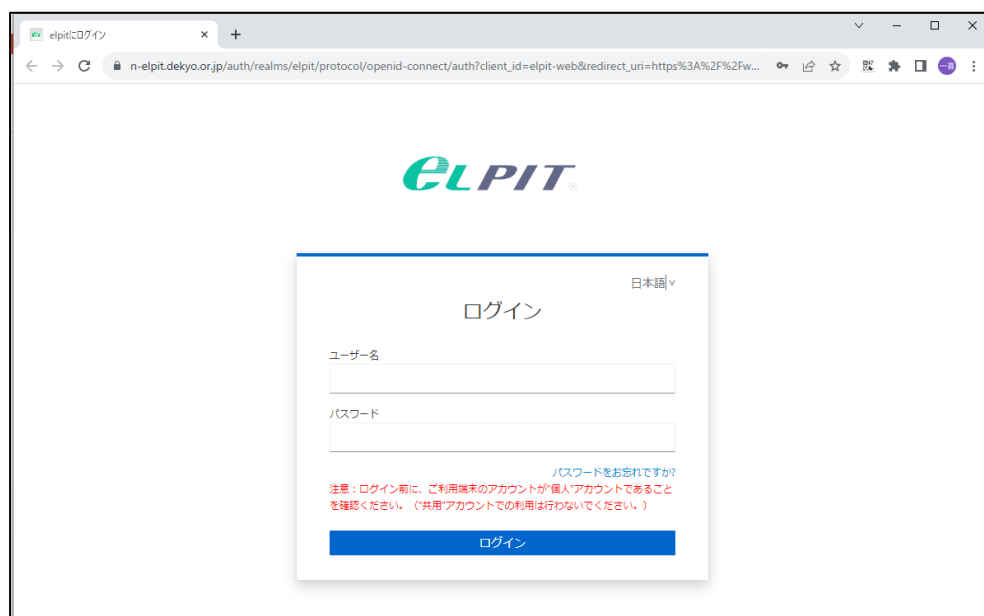 elpitにログイン
n-elpit.dekyo.or.jp/auth/realms/elpit/protocol/openid-connect/auth?client_id=elpit-web&redirect_uri=https%3A%2F%2Fw...
eLPIT®
日本語
ログイン
ユーザー名
パスワード
パスワードをお忘れですか?
注意：ログイン前に、ご利用端末のアカウントが"個人"アカウントであること
を確認ください。（"共用"アカウントでの利用は行わないでください。）
ログイン